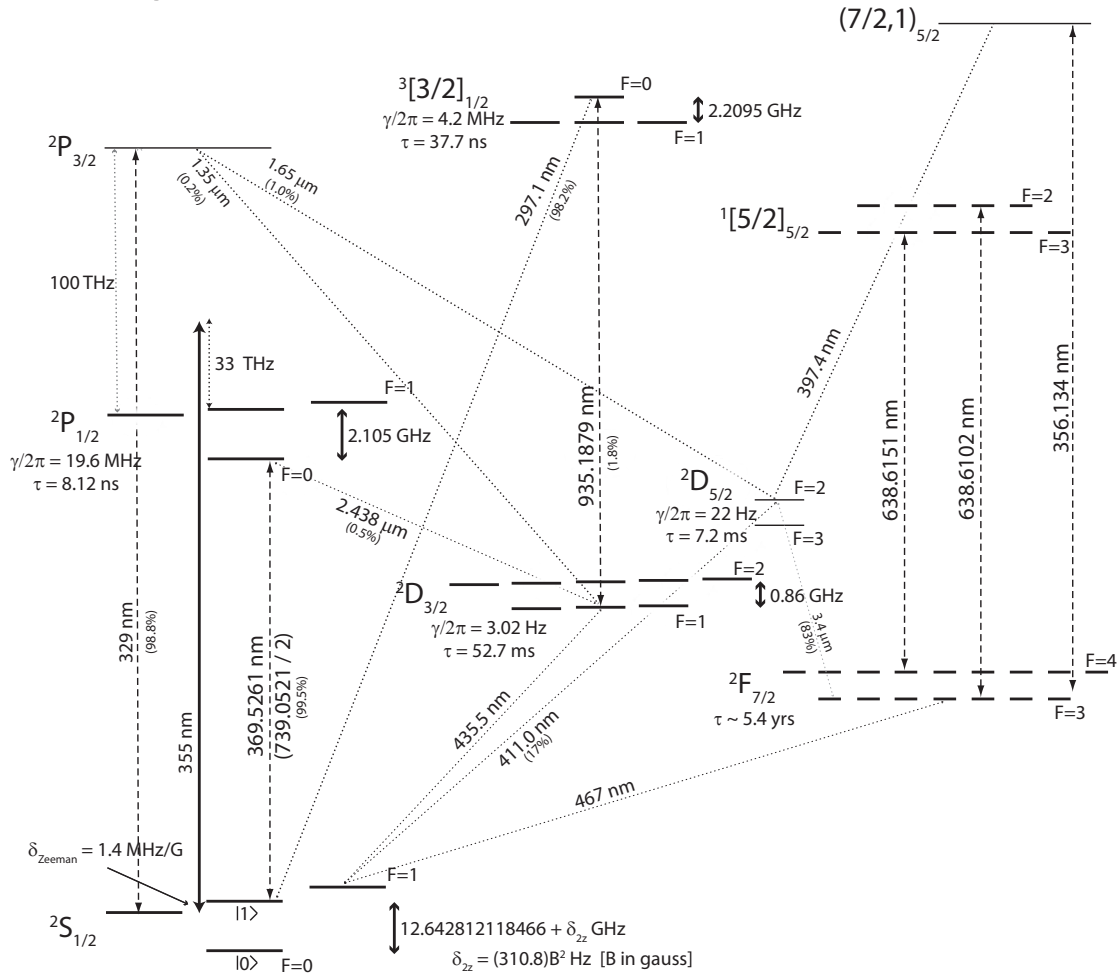 (7/2,1)5/2
3[3/2]1/2
γ/2π = 4.2 MHz
τ = 37.7 ns
F=0
2.2095 GHz
F=1
2P3/2
1.35 μm
(0.2%)
1.65 μm
(1.0%)
297.1 nm
(98.2%)
1[5/2]5/2
F=2
F=3
100 THz
33 THz
397.4 nm
356.134 nm
F=1
2P1/2
γ/2π = 19.6 MHz
τ = 8.12 ns
2.105 GHz
F=0
935.1879 nm
(1.8%)
638.6151 nm
638.6102 nm
2.438 μm
(0.5%)
2D5/2
γ/2π = 22 Hz
τ = 7.2 ms
F=2
F=3
2D3/2
γ/2π = 3.02 Hz
τ = 52.7 ms
F=2
0.86 GHz
F=1
3.4 μm
(83%)
329 nm
(98.8%)
369.5261 nm
(739.0521 / 2)
(99.5%)
355 nm
435.5 nm
411.0 nm
(17%)
2F7/2
τ ~ 5.4 yrs
F=4
F=3
467 nm
δZeeman = 1.4 MHz/G
F=1
2S1/2
|1>
|0>
F=0
12.642812118466 + δ2z GHz
δ2z = (310.8)B2 Hz [B in gauss]